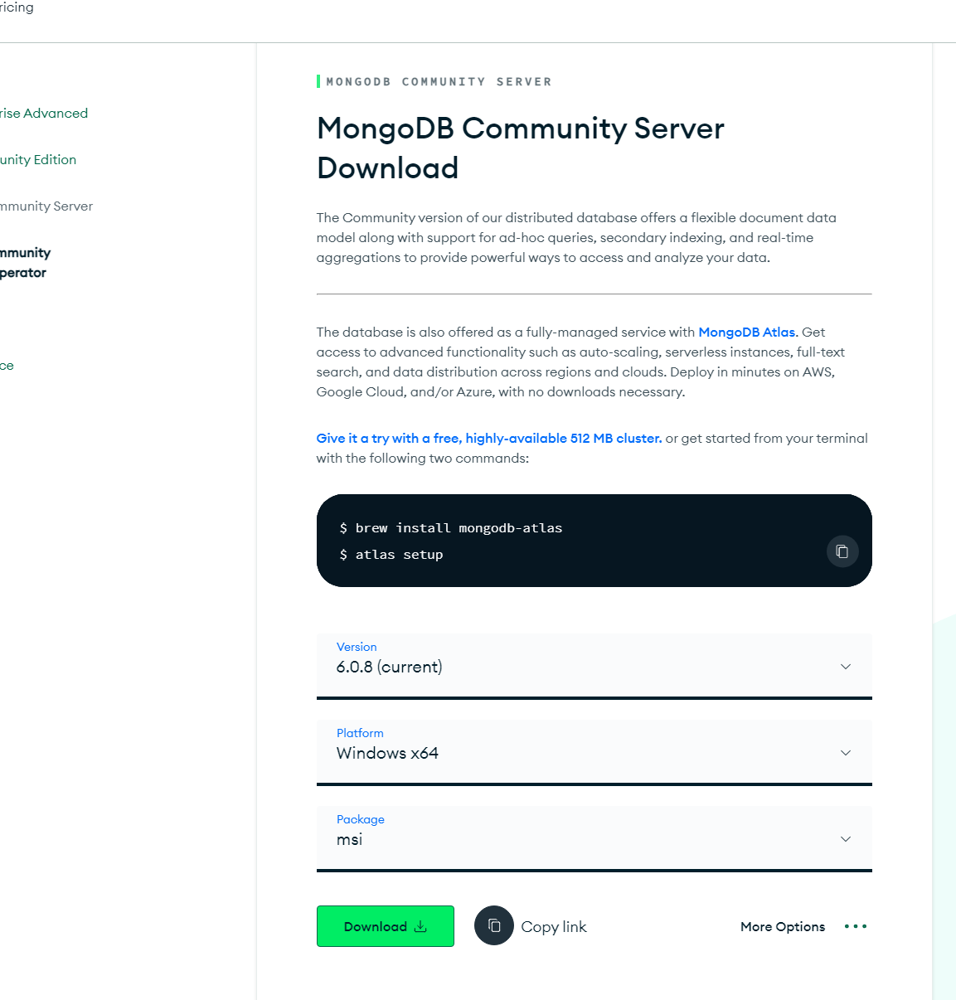 ricing
rise Advanced
unity Edition
mmunity Server
mmunity
perator
ce
MONGODB COMMUNITY SERVER
MongoDB Community Server
Download
The Community version of our distributed database offers a flexible document data
model along with support for ad-hoc queries, secondary indexing, and real-time
aggregations to provide powerful ways to access and analyze your data.
The database is also offered as a fully-managed service with MongoDB Atlas. Get
access to advanced functionality such as auto-scaling, serverless instances, full-text
search, and data distribution across regions and clouds. Deploy in minutes on AWS,
Google Cloud, and/or Azure, with no downloads necessary.
Give it a try with a free, highly-available 512 MB cluster. or get started from your terminal
with the following two commands:
$ brew install mongodb-atlas
$ atlas setup
Version
6.0.8 (current)
Platform
Windows x64
Package
msi
Download
Copy link
More Options